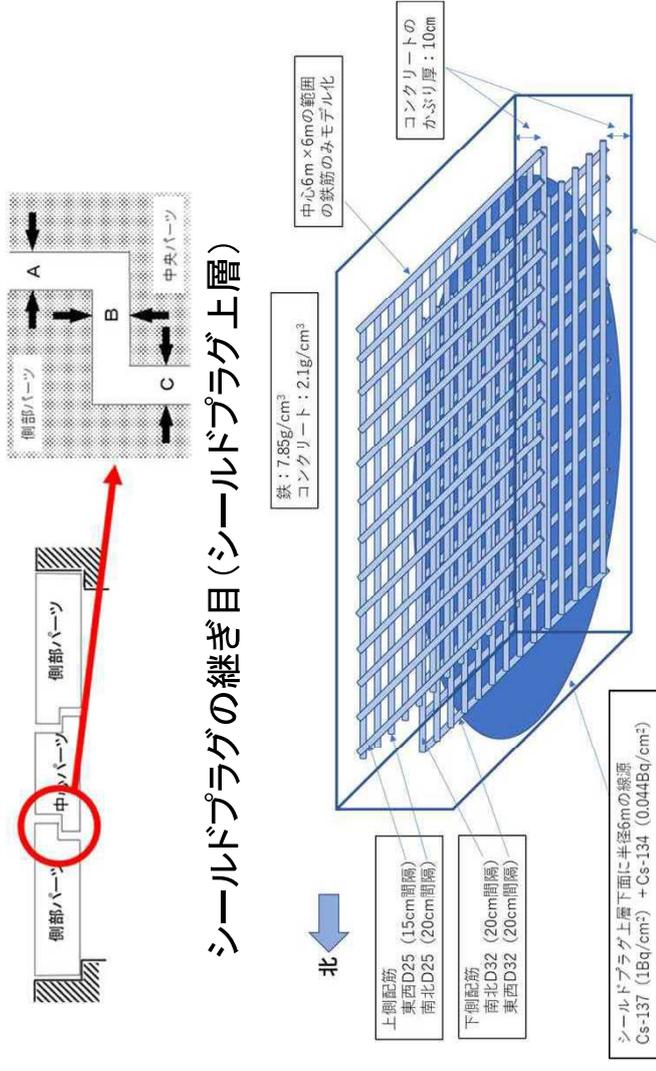 側部パーツ
中心パーツ
側部パーツ
側部パーツ
A
B
C
中央パーツ
シールドプラグの継ぎ目(シールドプラグ上層)
北
鉄:7.85g/cm³
コンクリート:2.1g/cm³
中心6m×6mの範囲
の鉄筋のみモデル化
コンクリートの
かぶり厚:10cm
上側配筋
東西D25(15cm間隔)
南北D25(20cm間隔)
下側配筋
南北D32(20cm間隔)
東西D32(20cm間隔)
シールドプラグ上層下面に半径6mの線源
Cs-137(1Bq/cm²)+Cs-134(0.044Bq/cm²)